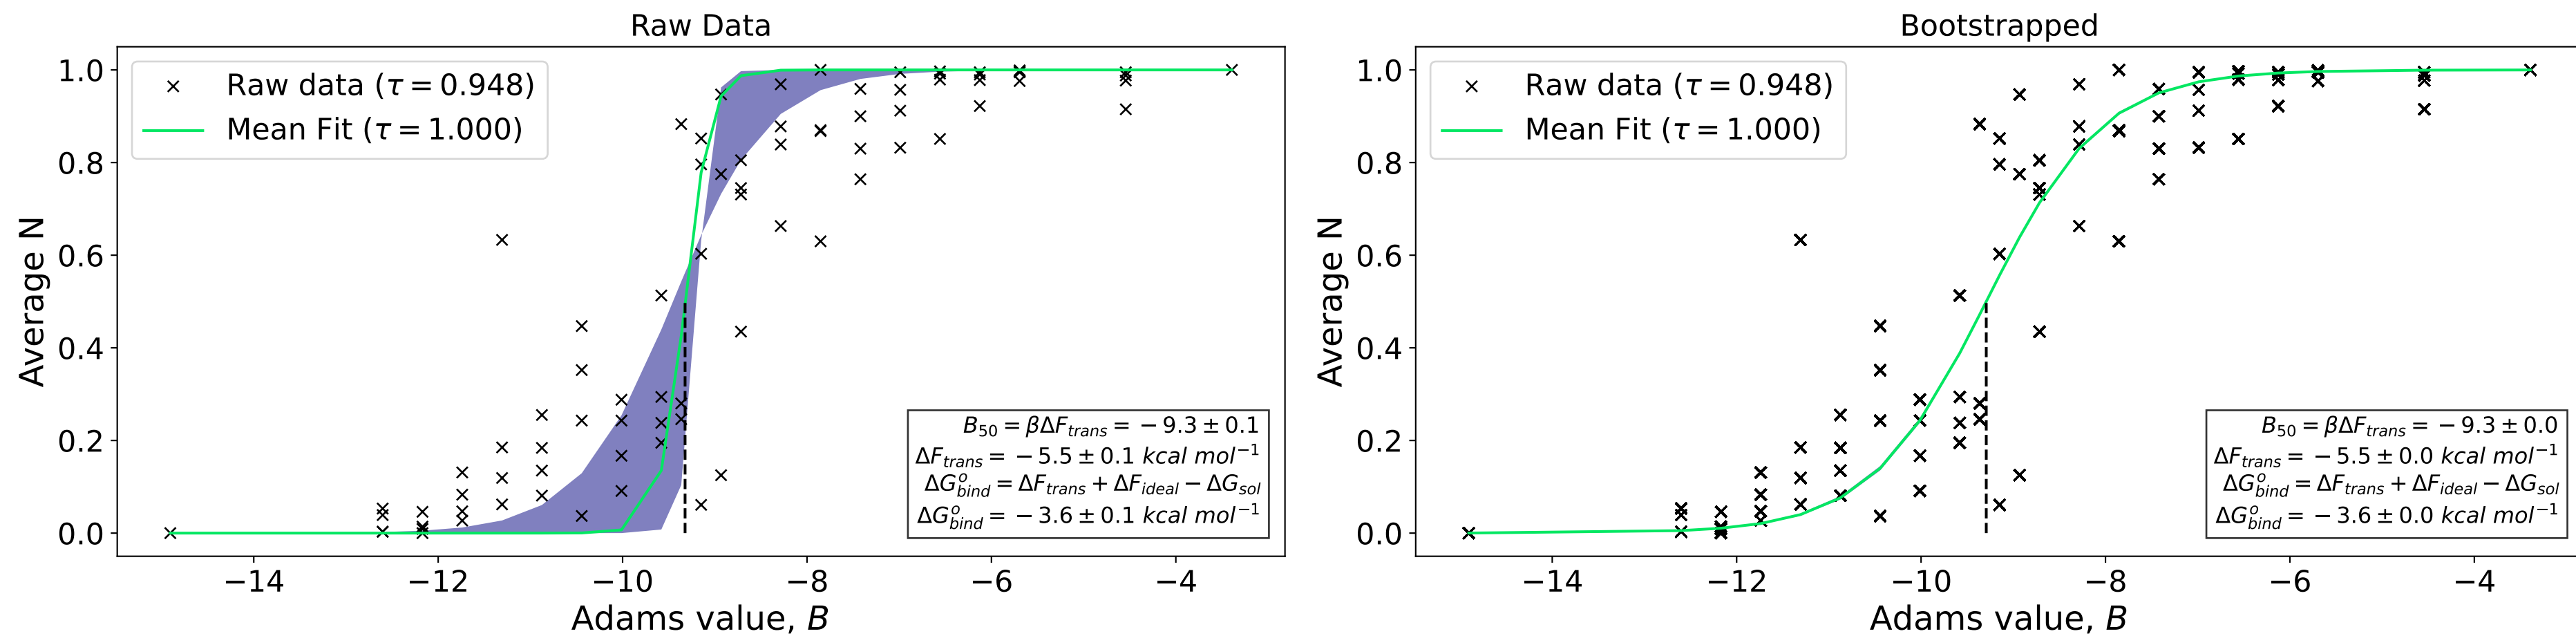 Raw Data
Raw data (τ = 0.948)
Mean Fit (τ = 1.000)
Average N
1.0
0.8
0.6
0.4
0.2
0.0
B₅₀ = βΔF_trans = −9.3 ± 0.1
ΔF_trans = −5.5 ± 0.1 kcal mol⁻¹
ΔG°_bind = ΔF_trans + ΔF_ideal − ΔG_sol
ΔG°_bind = −3.6 ± 0.1 kcal mol⁻¹
−14 −12 −10 −8 −6 −4
Adams value, B
Bootstrapped
Raw data (τ = 0.948)
Mean Fit (τ = 1.000)
Average N
1.0
0.8
0.6
0.4
0.2
0.0
B₅₀ = βΔF_trans = −9.3 ± 0.0
ΔF_trans = −5.5 ± 0.0 kcal mol⁻¹
ΔG°_bind = ΔF_trans + ΔF_ideal − ΔG_sol
ΔG°_bind = −3.6 ± 0.0 kcal mol⁻¹
−14 −12 −10 −8 −6 −4
Adams value, B